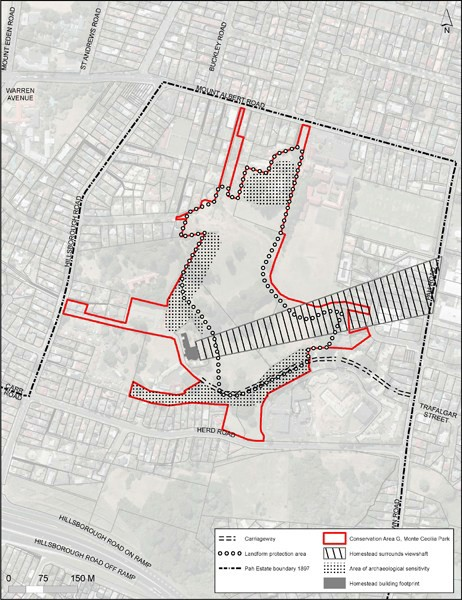 MOUNT EDEN ROAD
ST ANDREWS ROAD
BUCKLEY ROAD
N
WARREN
AVENUE
MOUNT ALBERT ROAD
HILLSBOROUGH ROAD
CARR
ROAD
TRAFALGAR
STREET
HERD ROAD
HILLSBOROUGH ROAD ON RAMP
HILLSBOROUGH ROAD OFF RAMP
0 75 150 M
Carriageway
Landform protection area
Pah Estate boundary 1897
Conservation Area G, Monte Cecilia Park
Homestead surrounds viewshaft
Area of archaeological sensitivity
Homestead building footprint